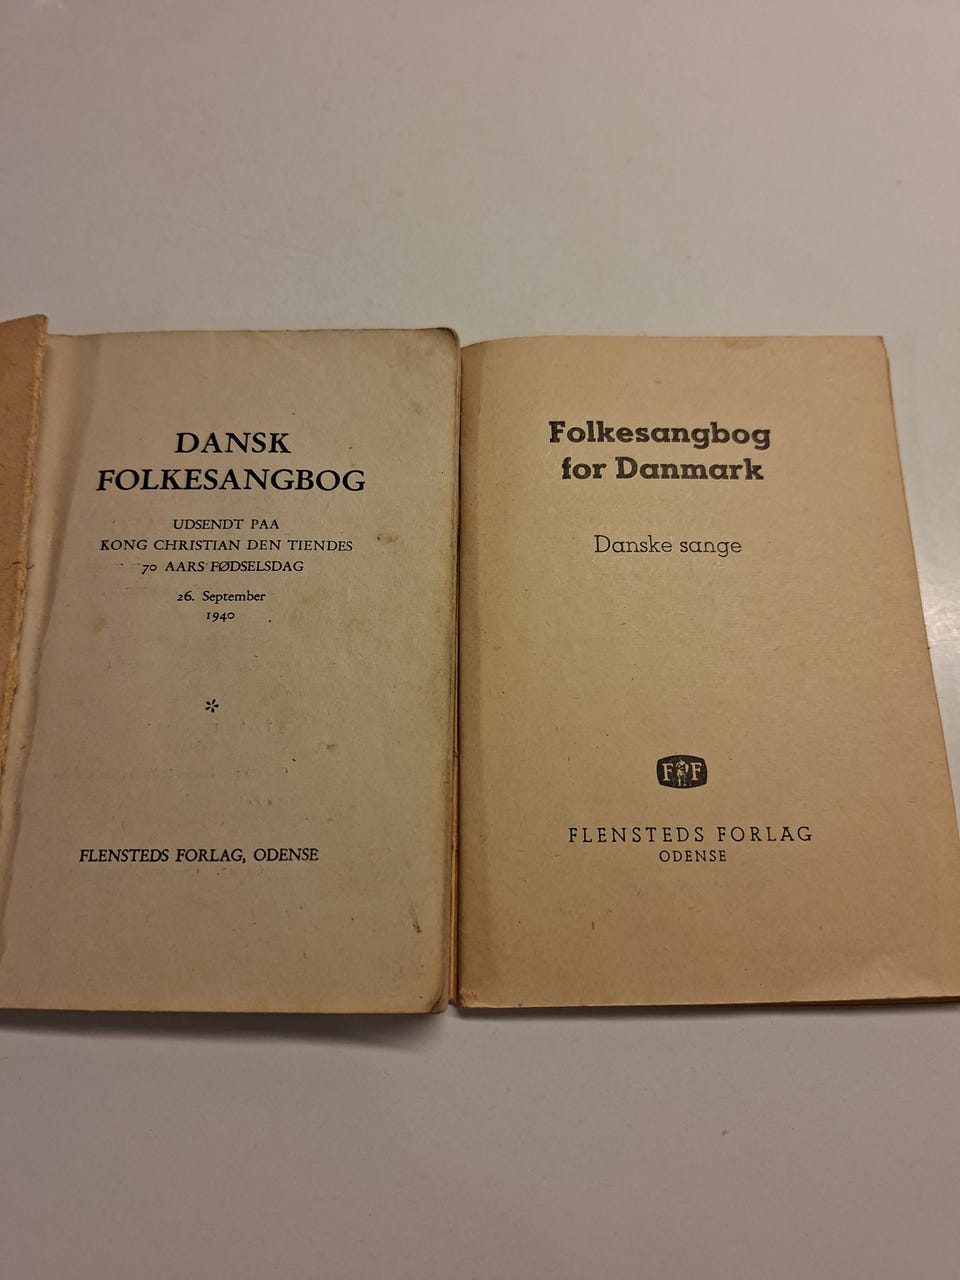 DANSK
FOLKESANGBOG
UDSENDT PAA
KONG CHRISTIAN DEN TIENDES
70 AARS FØDSELSDAG
26. September
1940
FLENSTEDS FORLAG, ODENSE
Folkesangbog
for Danmark
Danske sange
F F
FLENSTEDS FORLAG
ODENSE